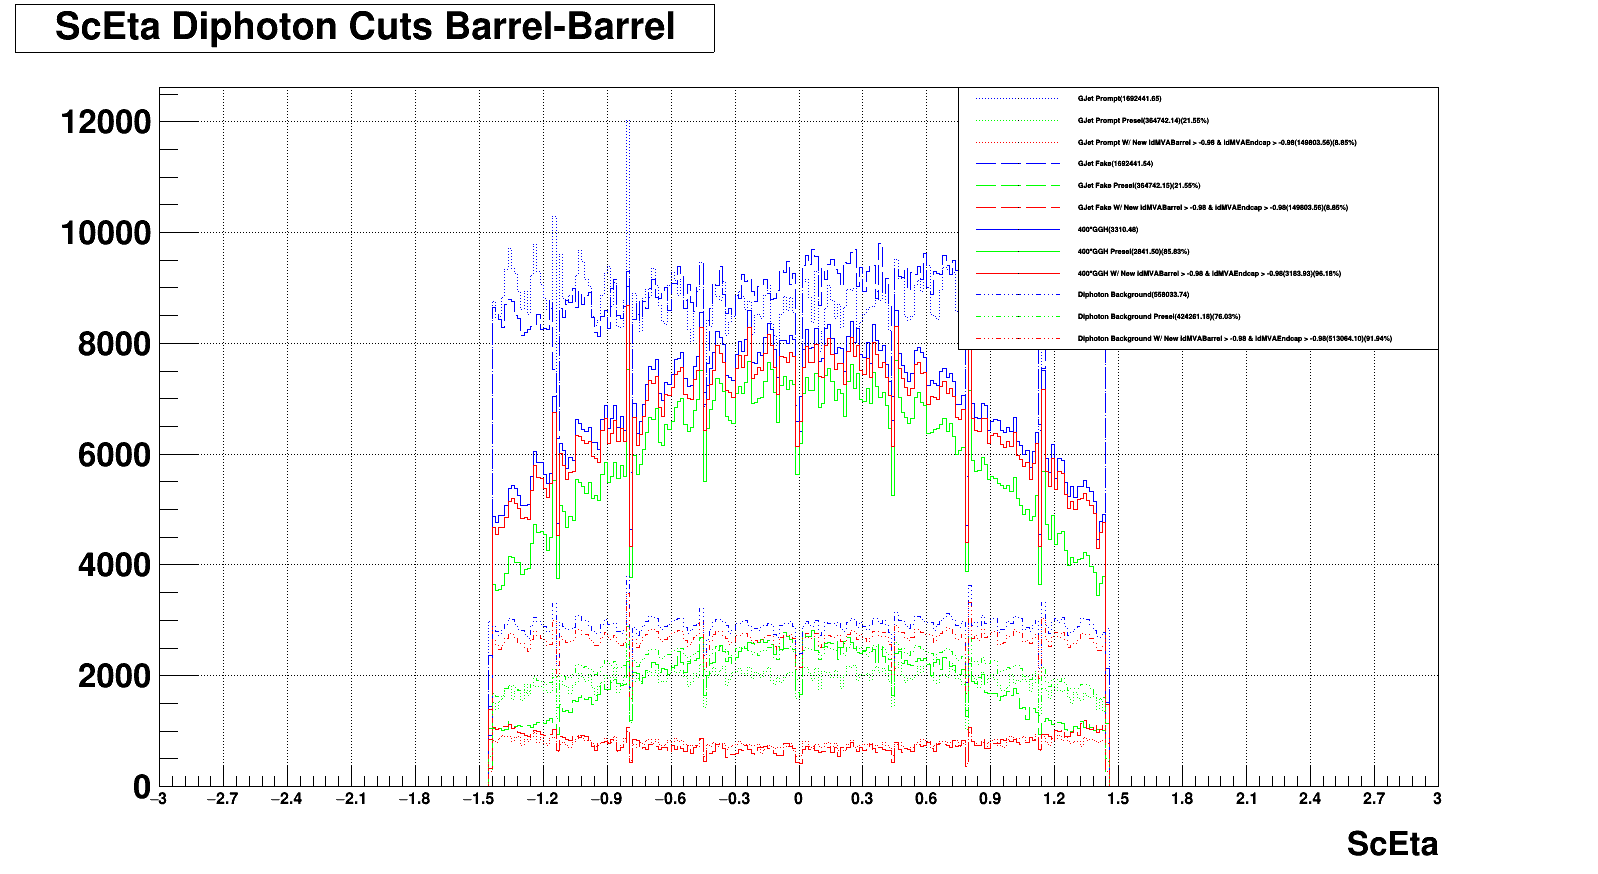 ScEta Diphoton Cuts Barrel-Barrel
12000
10000
8000
6000
4000
2000
0
GJet Prompt(1692441.65)
GJet Prompt Presel(364742.14)(21.55%)
GJet Prompt W/ New IdMVABarrel > -0.98 & IdMVAEndcap > -0.98(149803.56)(8.85%)
GJet Fake(1692441.54)
GJet Fake Presel(364742.15)(21.55%)
GJet Fake W/ New IdMVABarrel > -0.98 & IdMVAEndcap > -0.98(149803.55)(8.85%)
400*GGH(3310.48)
400*GGH Presel(2841.50)(85.83%)
400*GGH W/ New IdMVABarrel > -0.98 & IdMVAEndcap > -0.98(3183.93)(96.18%)
Diphoton Background(558033.74)
Diphoton Background Presel(424261.18)(76.03%)
Diphoton Background W/ New IdMVABarrel > -0.98 & IdMVAEndcap > -0.98(513064.10)(91.94%)
−3 −2.7 −2.4 −2.1 −1.8 −1.5 −1.2 −0.9 −0.6 −0.3 0 0.3 0.6 0.9 1.2 1.5 1.8 2.1 2.4 2.7 3
ScEta